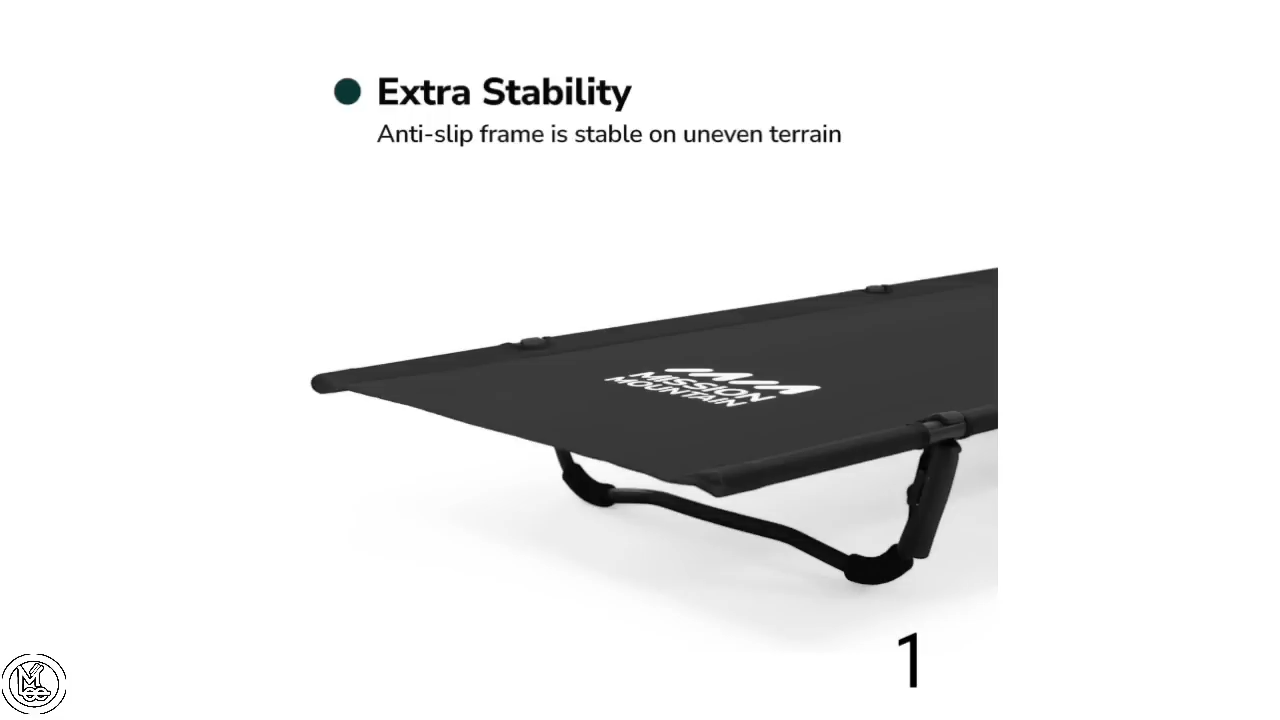 Extra Stability
Anti-slip frame is stable on uneven terrain
MISSION
MOUNTAIN
1